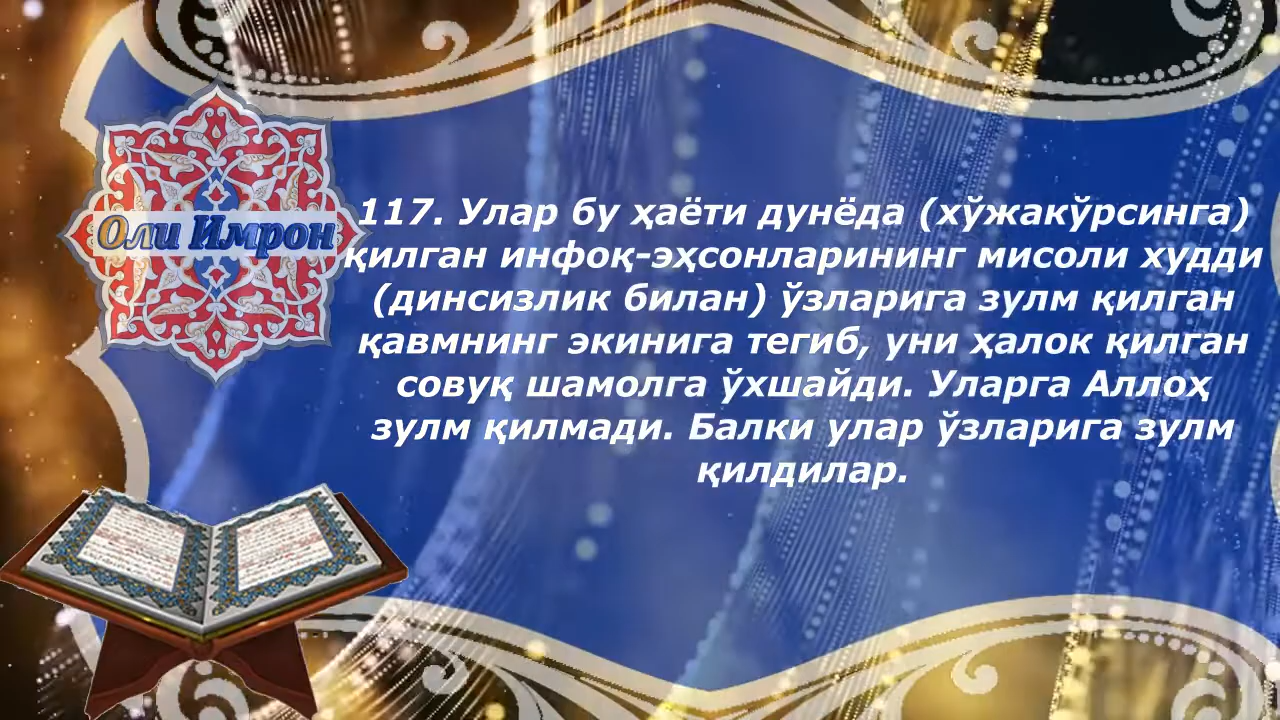 Оли Имрон
117. Улар бу ҳаёти дунёда (хўжакўрсинга)
қилган инфоқ-эҳсонларининг мисоли худди
(динсизлик билан) ўзларига зулм қилган
қавмнинг экинига тегиб, уни ҳалок қилган
совуқ шамолга ўхшайди. Уларга Аллоҳ
зулм қилмади. Балки улар ўзларига зулм
қилдилар.